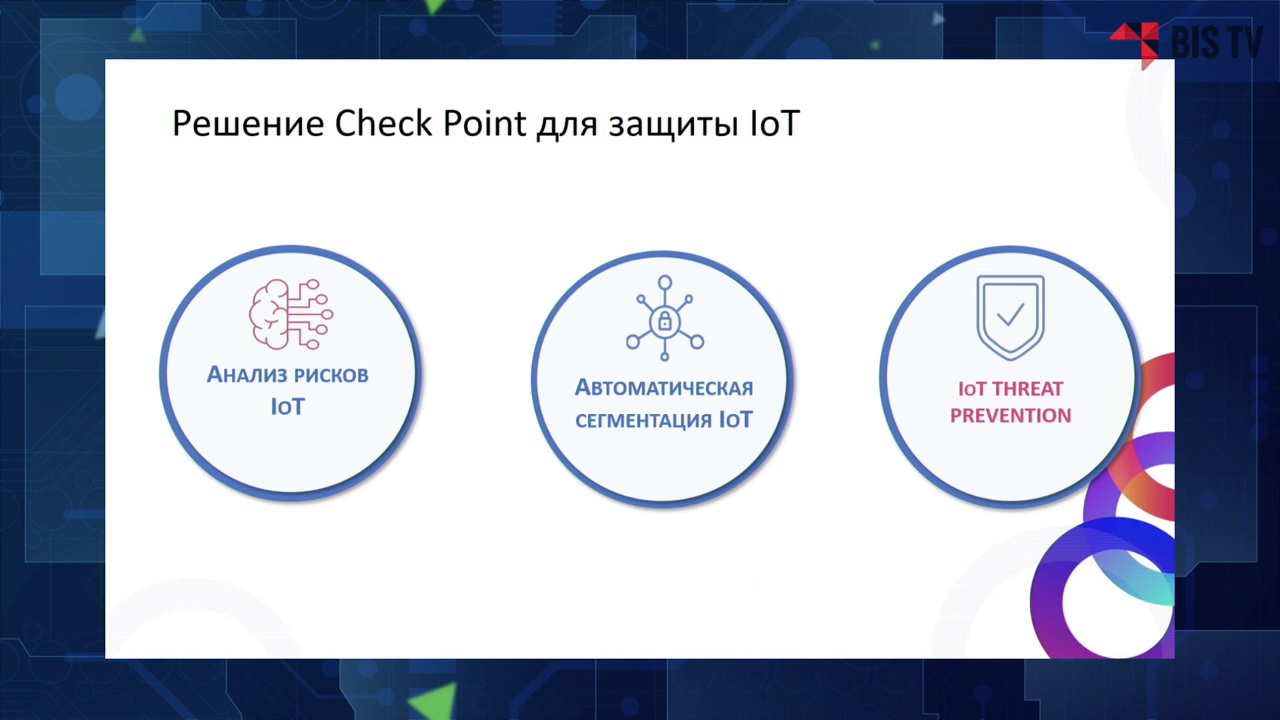 BIS TV
Решение Check Point для защиты IoT
Анализ рисков
IoT
Автоматическая
сегментация IoT
IoT THREAT
PREVENTION